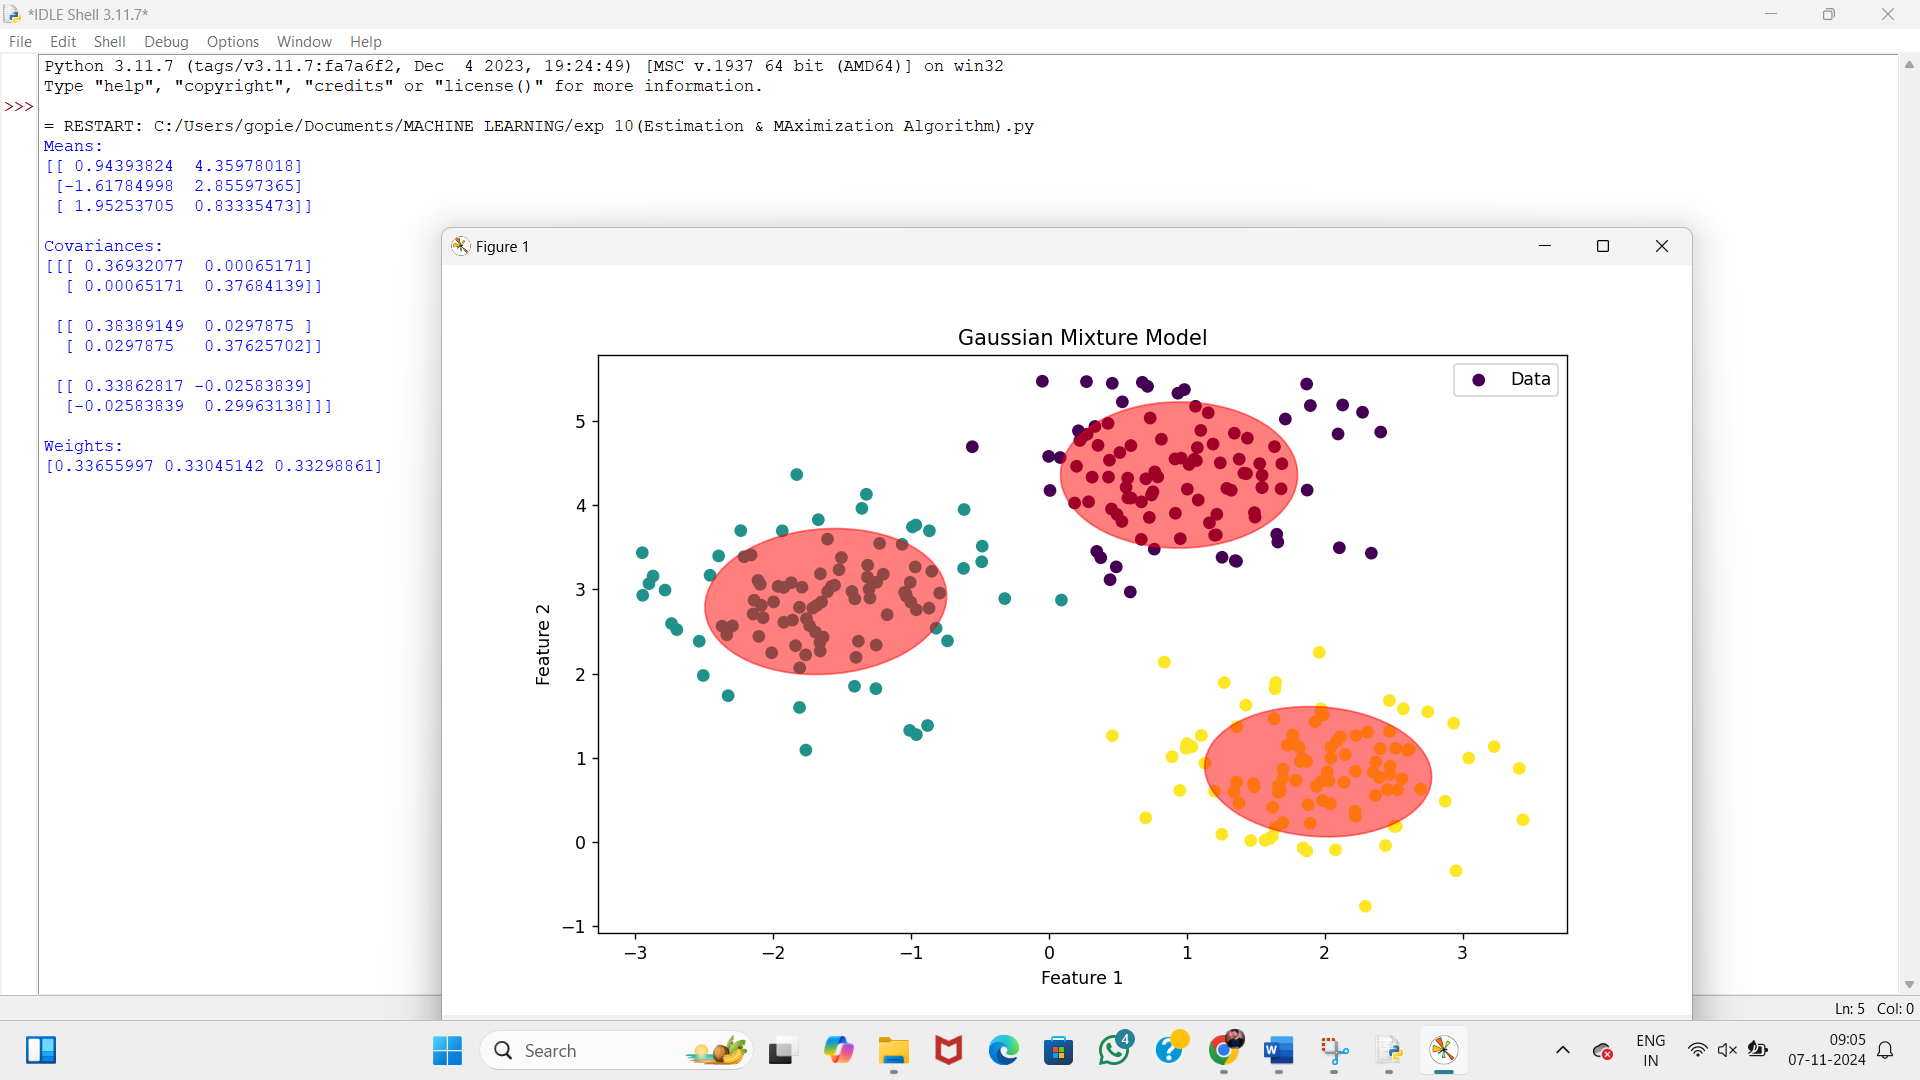 *IDLE Shell 3.11.7*
File Edit Shell Debug Options Window Help
Python 3.11.7 (tags/v3.11.7:fa7a6f2, Dec  4 2023, 19:24:49) [MSC v.1937 64 bit (AMD64)] on win32
Type "help", "copyright", "credits" or "license()" for more information.
>>>
= RESTART: C:/Users/gopie/Documents/MACHINE LEARNING/exp 10(Estimation & MAximization Algorithm).py
Means:
[[ 0.94393824  4.35978018]
 [-1.61784998  2.85597365]
 [ 1.95253705  0.83335473]]
Covariances:
[[[ 0.36932077  0.00065171]
  [ 0.00065171  0.37684139]]
 [[ 0.38389149  0.0297875 ]
  [ 0.0297875   0.37625702]]
 [[ 0.33862817 -0.02583839]
  [-0.02583839  0.29963138]]]
Weights:
[0.33655997 0.33045142 0.33298861]
Figure 1
Gaussian Mixture Model
Data
5
4
3
2
1
0
−1
Feature 2
−3 −2 −1 0 1 2 3
Feature 1
Ln: 5 Col: 0
Search
4
W
ENG
IN
09:05
07-11-2024